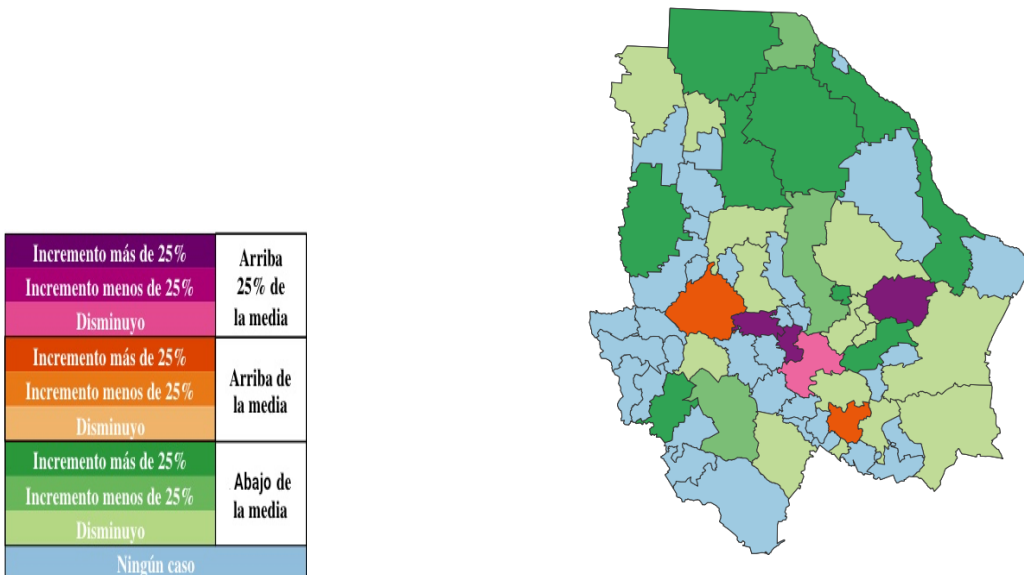 Incremento más de 25%
Incremento menos de 25%
Disminuyo
Arriba
25% de
la media
Incremento más de 25%
Incremento menos de 25%
Disminuyo
Arriba de
la media
Incremento más de 25%
Incremento menos de 25%
Disminuyo
Abajo de
la media
Ningún caso